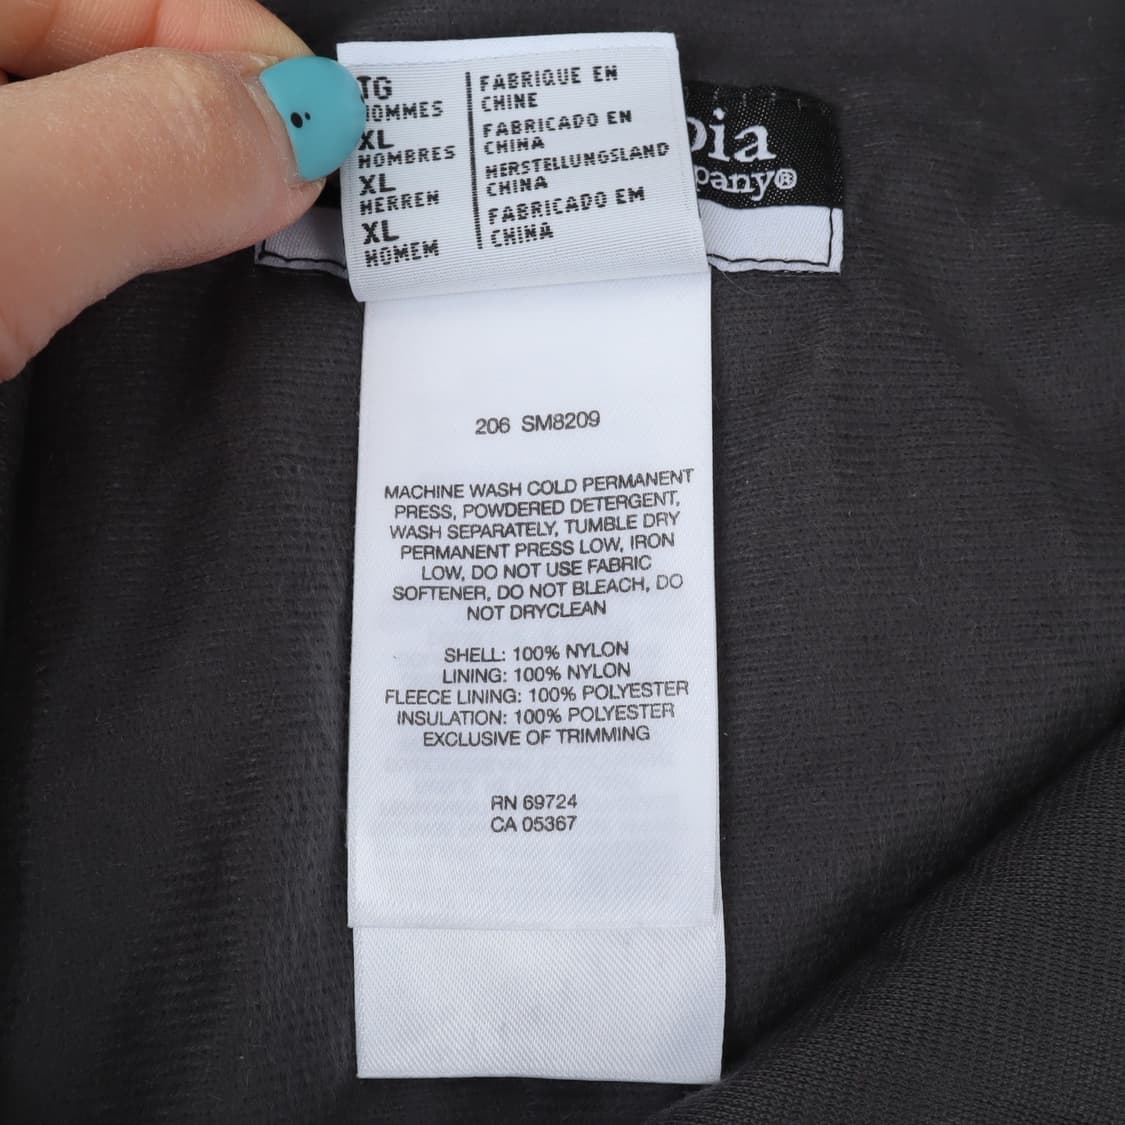 TG
HOMMES
XL
HOMBRES
XL
HERREN
XL
HOMEM
FABRIQUE EN
CHINE
FABRICADO EN
CHINA
HERSTELLUNGSLAND
CHINA
FABRICADO EM
CHINA
bia
pany®
206 SM8209
MACHINE WASH COLD PERMANENT
PRESS, POWDERED DETERGENT,
WASH SEPARATELY, TUMBLE DRY
PERMANENT PRESS LOW, IRON
LOW, DO NOT USE FABRIC
SOFTENER, DO NOT BLEACH, DO
NOT DRYCLEAN
SHELL: 100% NYLON
LINING: 100% NYLON
FLEECE LINING: 100% POLYESTER
INSULATION: 100% POLYESTER
EXCLUSIVE OF TRIMMING
RN 69724
CA 05367